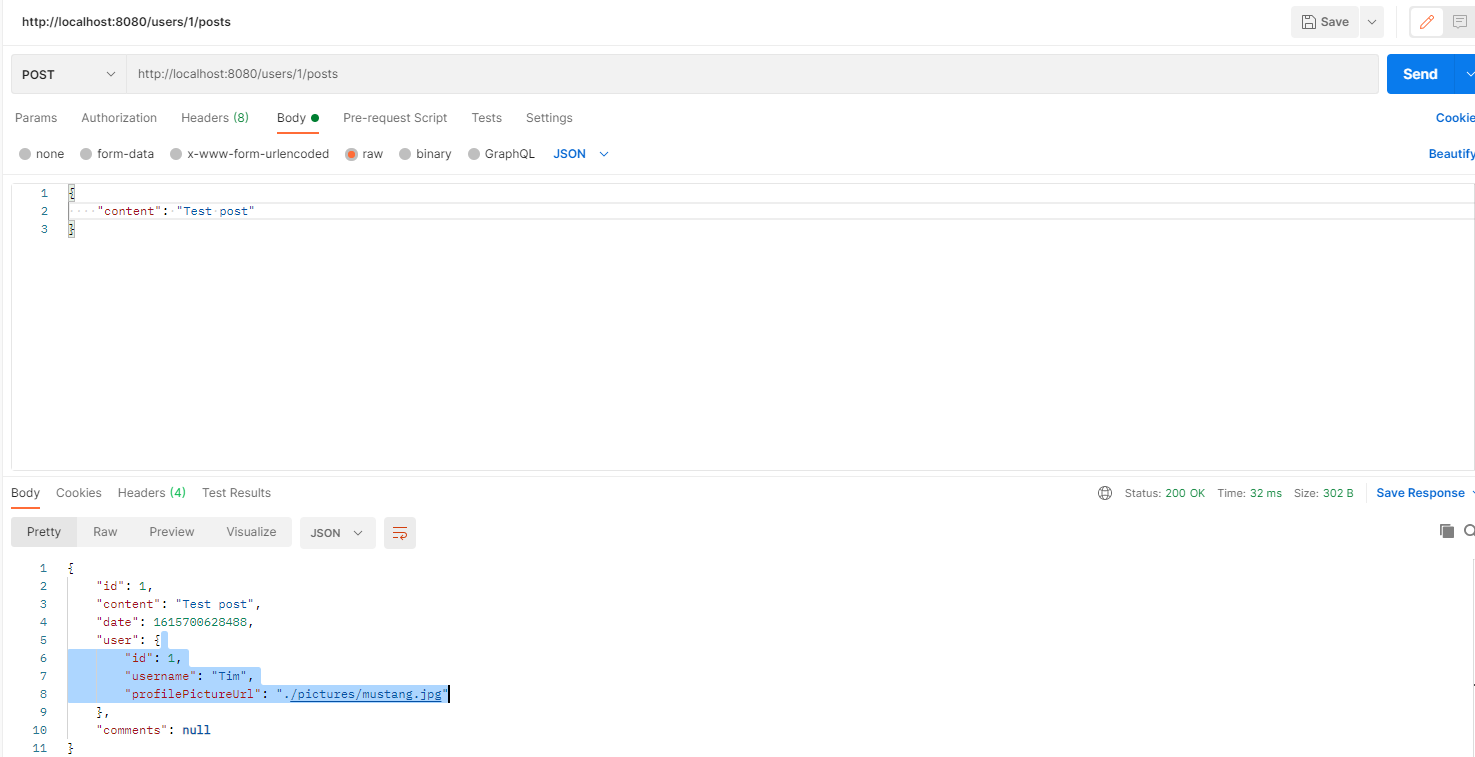 http://localhost:8080/users/1/posts Save
POST http://localhost:8080/users/1/posts Send
Params Authorization Headers (8) Body Pre-request Script Tests Settings Cookie
none form-data x-www-form-urlencoded raw binary GraphQL JSON Beautify
1 {
2 "content": "Test post"
3 }
Body Cookies Headers (4) Test Results Status: 200 OK Time: 32 ms Size: 302 B Save Response
Pretty Raw Preview Visualize JSON
1 {
2 "id": 1,
3 "content": "Test post",
4 "date": 1615700628488,
5 "user": {
6 "id": 1,
7 "username": "Tim",
8 "profilePictureUrl": "./pictures/mustang.jpg"
9 },
10 "comments": null
11 }